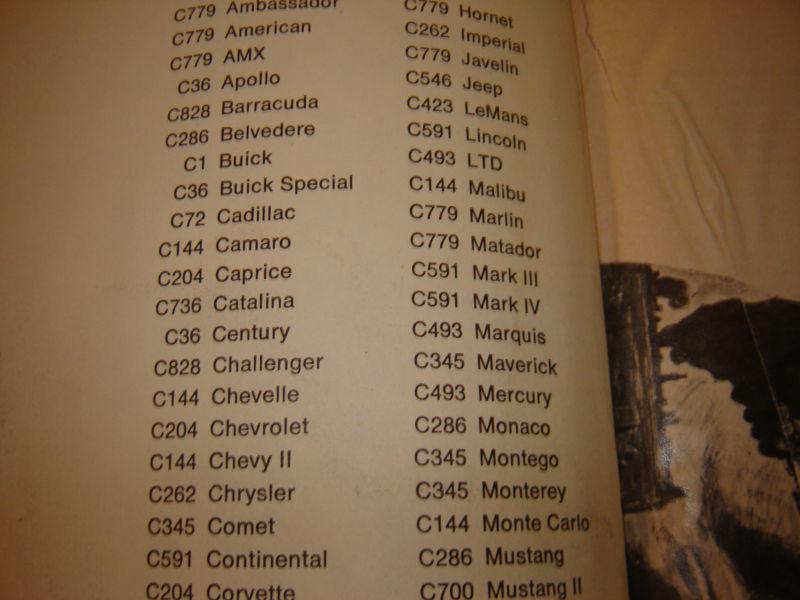 C779 Ambassador
C779 American
C779 AMX
C36 Apollo
C828 Barracuda
C286 Belvedere
C1 Buick
C36 Buick Special
C72 Cadillac
C144 Camaro
C204 Caprice
C736 Catalina
C36 Century
C828 Challenger
C144 Chevelle
C204 Chevrolet
C144 Chevy II
C262 Chrysler
C345 Comet
C591 Continental
C204 Corvette
C779 Hornet
C262 Imperial
C779 Javelin
C546 Jeep
C423 LeMans
C591 Lincoln
C493 LTD
C144 Malibu
C779 Marlin
C779 Matador
C591 Mark III
C591 Mark IV
C493 Marquis
C345 Maverick
C493 Mercury
C286 Monaco
C345 Montego
C345 Monterey
C144 Monte Carlo
C286 Mustang
C700 Mustang II